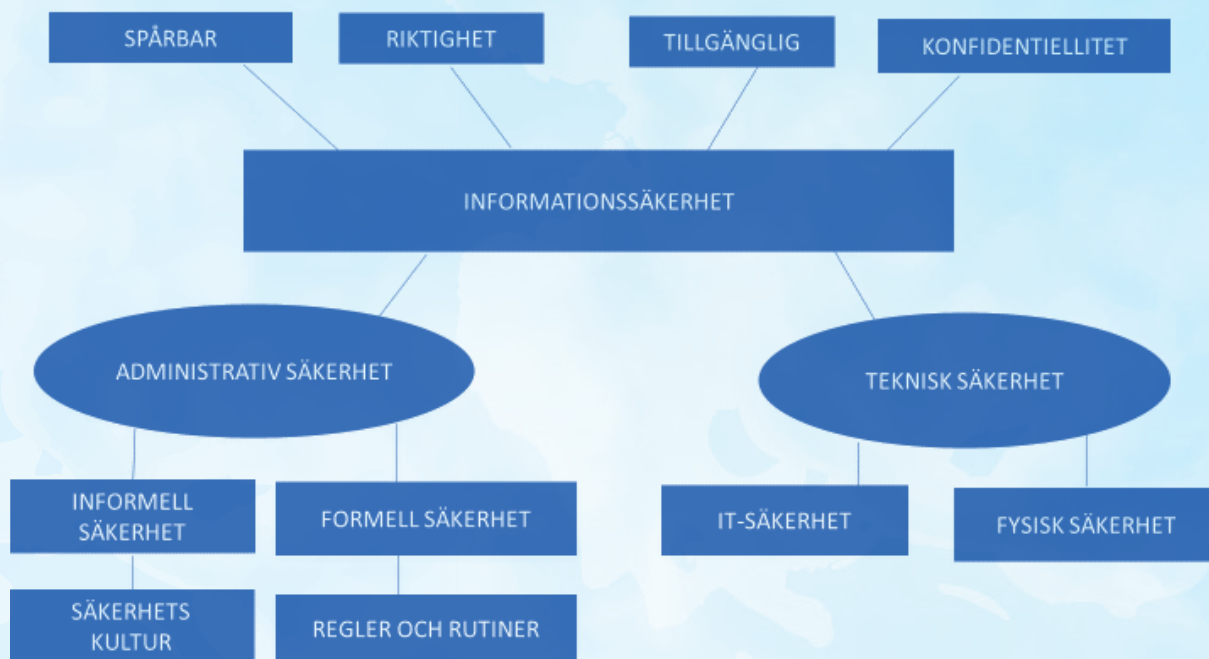 SPÅRBAR
RIKTIGHET
TILLGÄNGLIG
KONFIDENTIELLITET
INFORMATIONSSÄKERHET
ADMINISTRATIV SÄKERHET
TEKNISK SÄKERHET
INFORMELL
SÄKERHET
FORMELL SÄKERHET
IT-SÄKERHET
FYSISK SÄKERHET
SÄKERHETS
KULTUR
REGLER OCH RUTINER